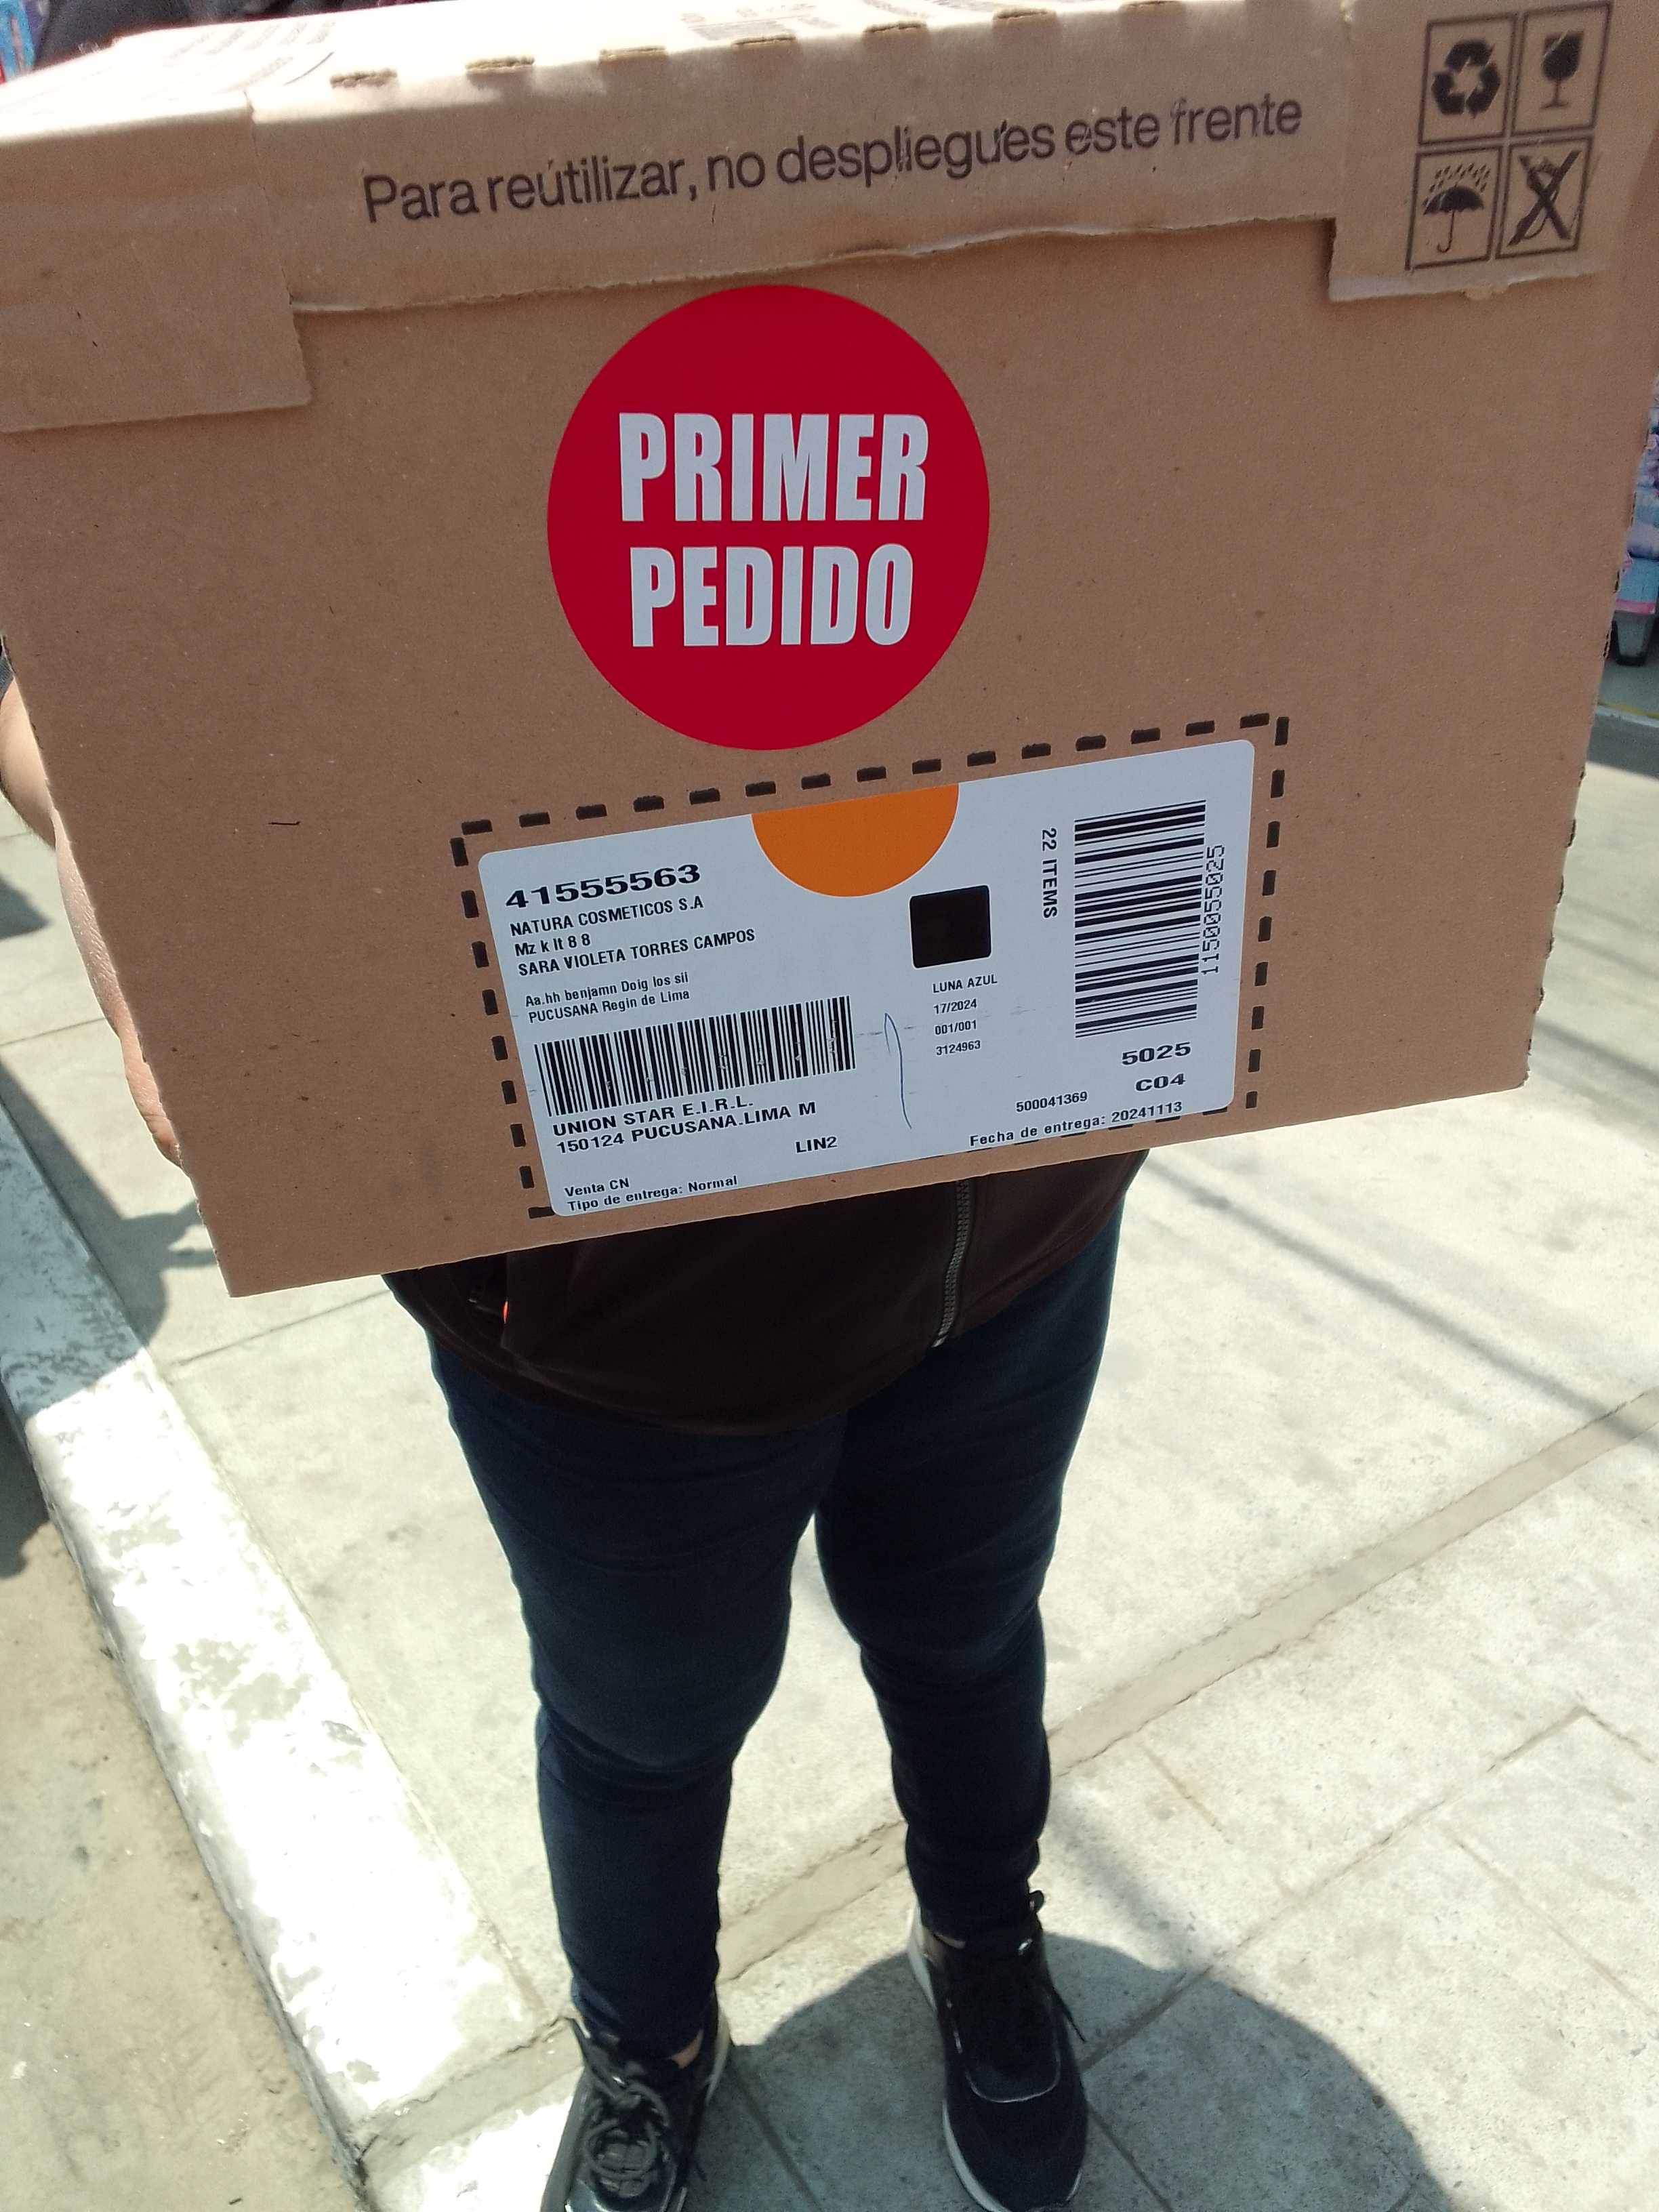 Para reutilizar, no despliegues este frente
PRIMER
PEDIDO
41555563
NATURA COSMETICOS S.A
Mz k lt 8 8
SARA VIOLETA TORRES CAMPOS
Aa.hh benjamn Doig los sil
PUCUSANA Regin de Lima
UNION STAR E.I.R.L.
150124 PUCUSANA.LIMA M
LIN2
Venta CN
Tipo de entrega: Normal
LUNA AZUL
17/2024
001/001
3124963
22 ITEMS
1150055025
5025
C04
500041369
Fecha de entrega: 20241113